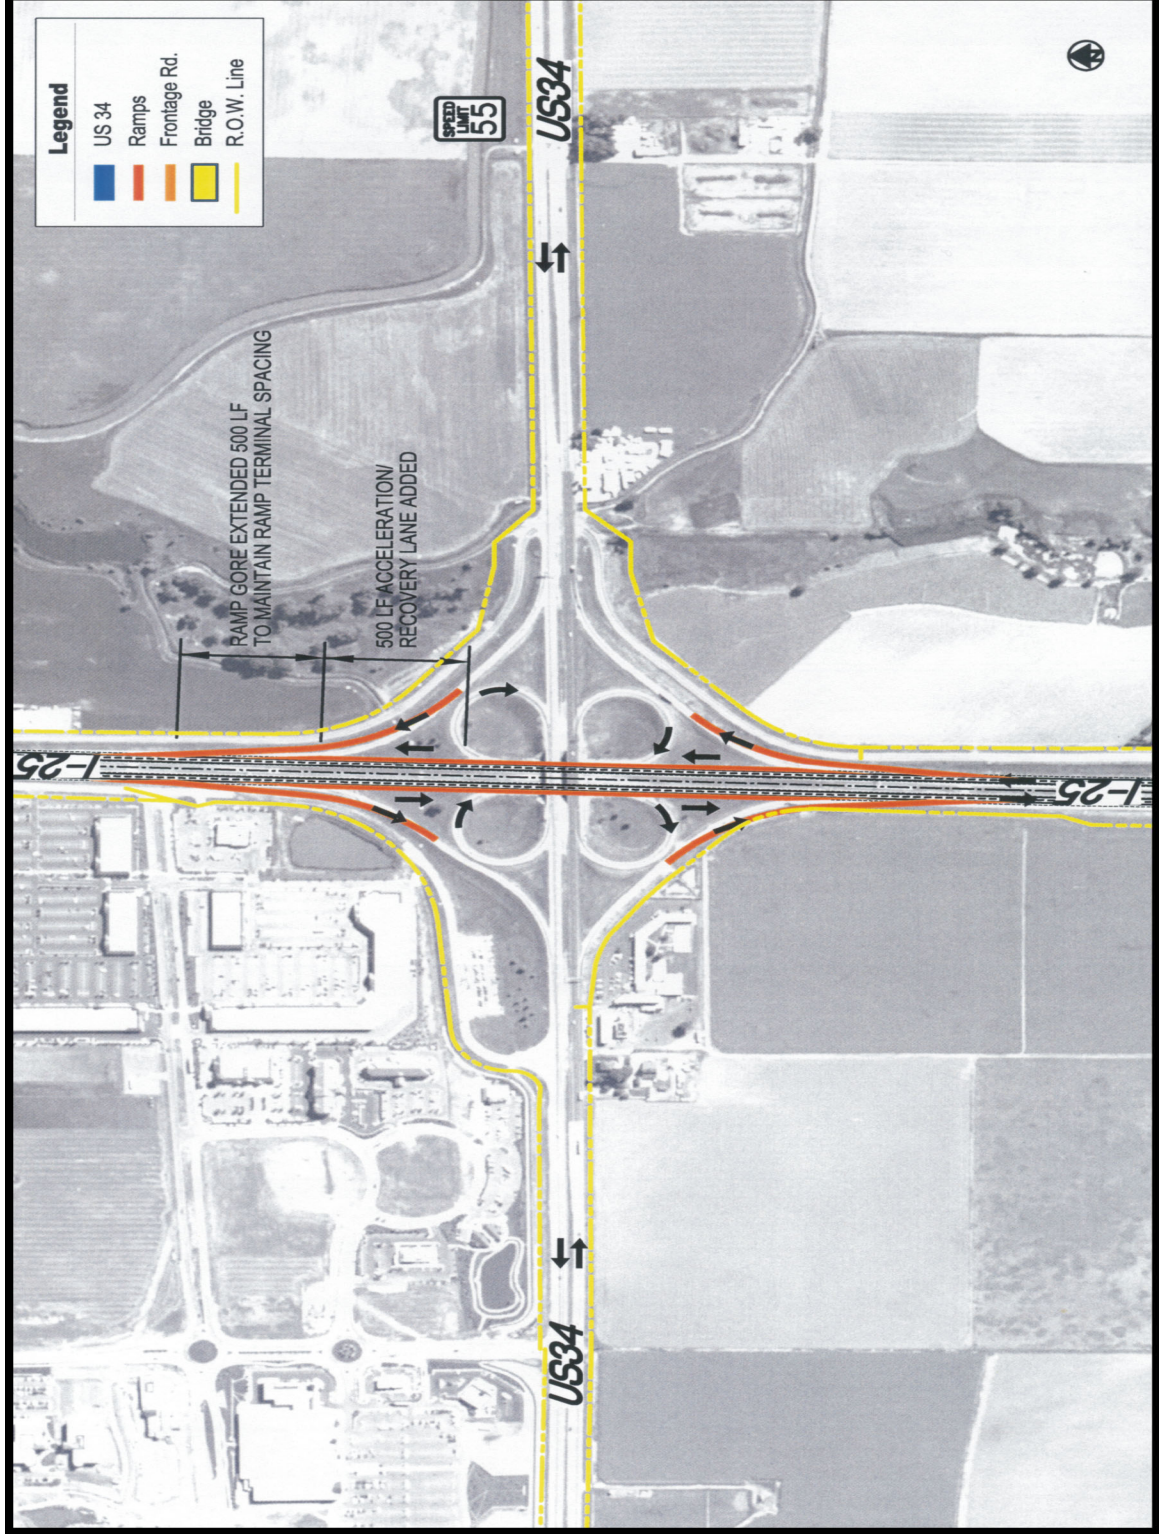 Legend
US 34
Ramps
Frontage Rd.
Bridge
R.O.W. Line
N
SPEED
LIMIT
55
US34
RAMP GORE EXTENDED 500 LF
TO MAINTAIN RAMP TERMINAL SPACING
500 LF ACCELERATION/
RECOVERY LANE ADDED
I-25
I-25
US34